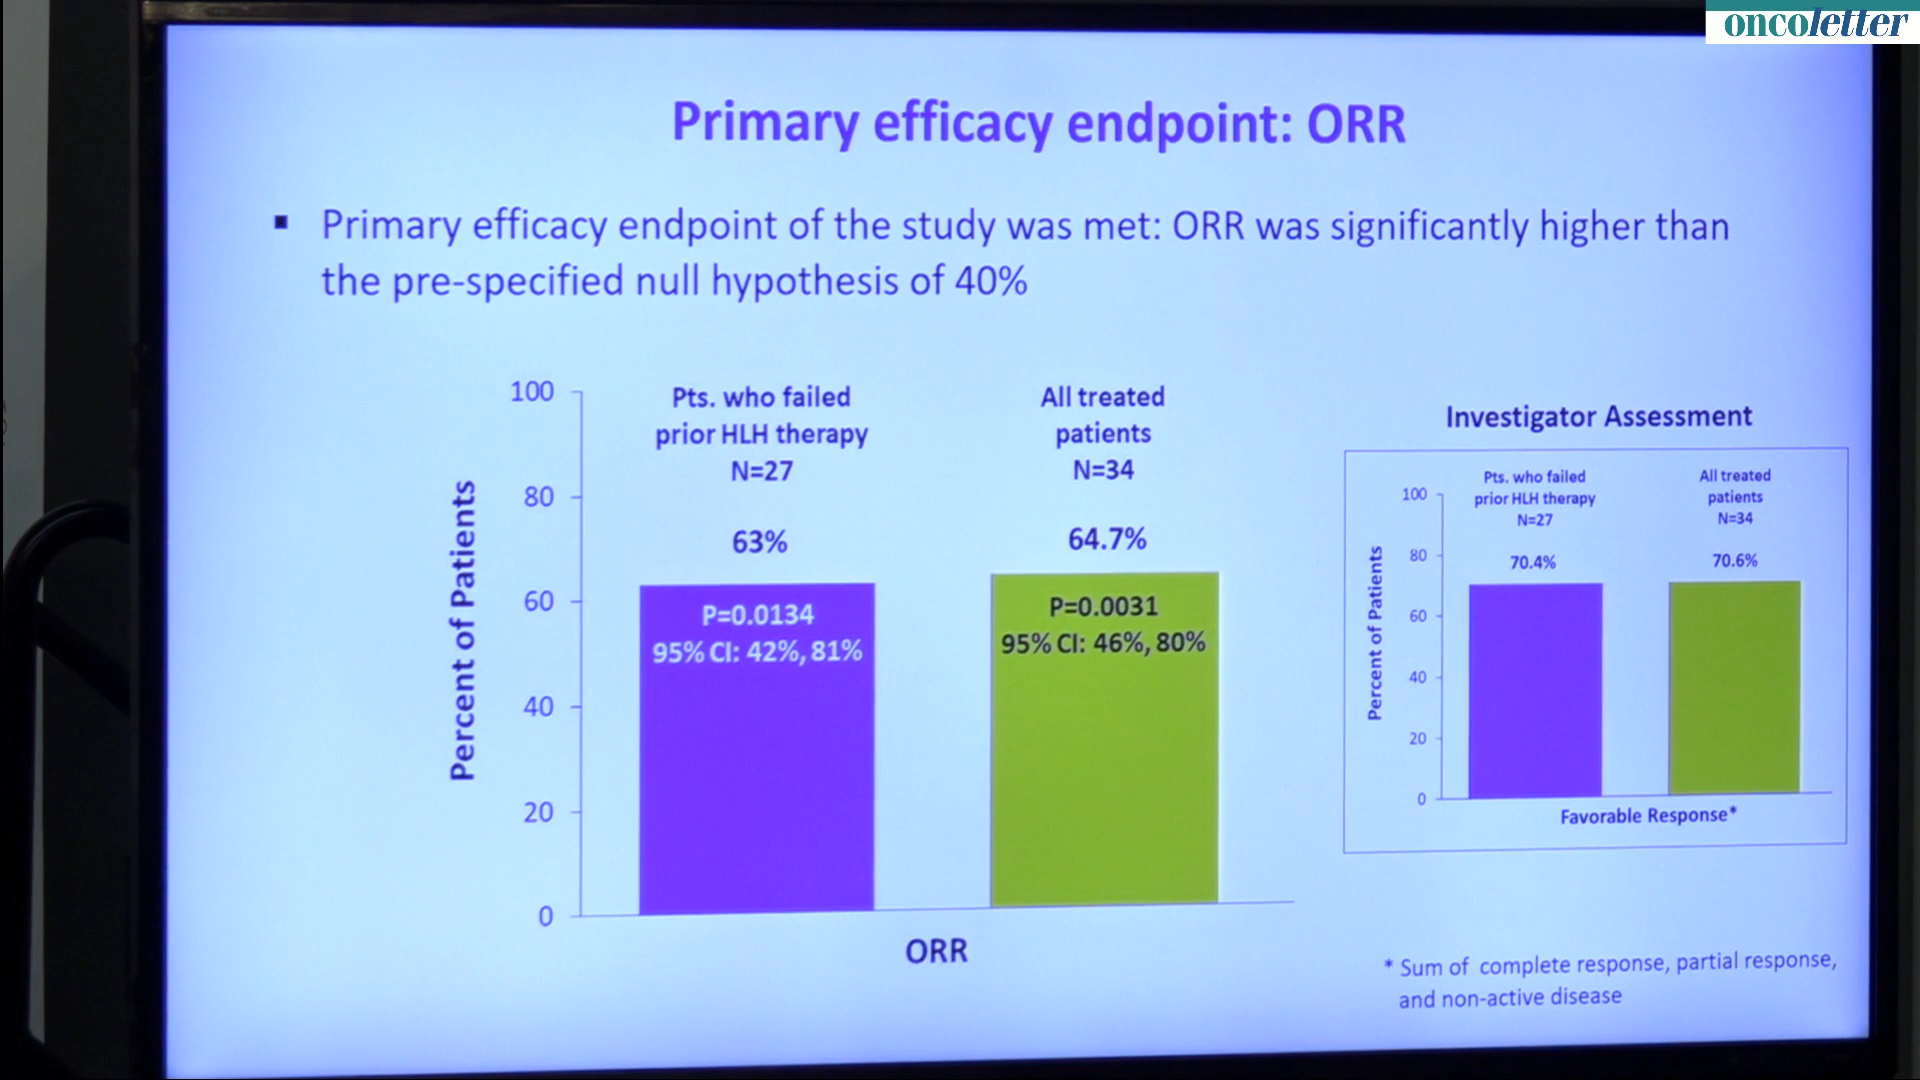 oncoletter
Primary efficacy endpoint: ORR
▪ Primary efficacy endpoint of the study was met: ORR was significantly higher than
the pre-specified null hypothesis of 40%
Percent of Patients
100
80
60
40
20
0
Pts. who failed
prior HLH therapy
N=27
63%
P=0.0134
95% CI: 42%, 81%
All treated
patients
N=34
64.7%
P=0.0031
95% CI: 46%, 80%
ORR
Investigator Assessment
Percent of Patients
100
80
60
40
20
0
Pts. who failed
prior HLH therapy
N=27
70.4%
All treated
patients
N=34
70.6%
Favorable Response*
* Sum of complete response, partial response,
and non-active disease